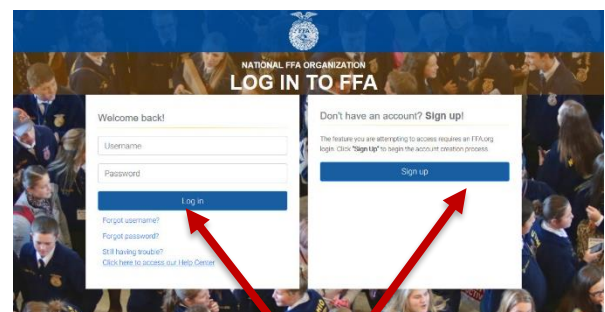 FFA
NATIONAL FFA ORGANIZATION
LOG IN TO FFA
Welcome back!
Username
Password
Log in
Forgot username?
Forgot password?
Still having trouble?
Click here to access our Help Center
Don't have an account? Sign up!
The feature you are attempting to access requires an FFA.org
login. Click "Sign Up" to begin the account creation process.
Sign up